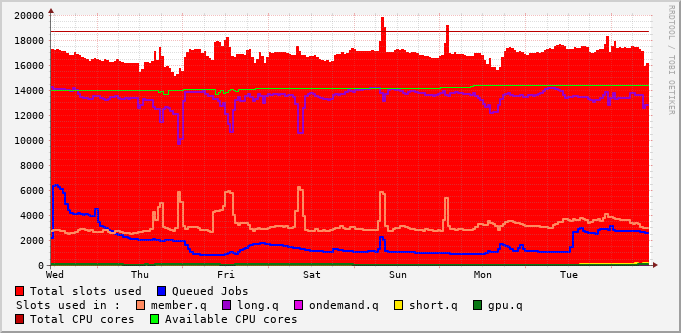 20000
18000
16000
14000
12000
10000
8000
6000
4000
2000
0
Wed Thu Fri Sat Sun Mon Tue
Total slots used Queued Jobs
Slots used in : member.q long.q ondemand.q short.q gpu.q
Total CPU cores Available CPU cores
RRDTOOL / TOBI OETIKER